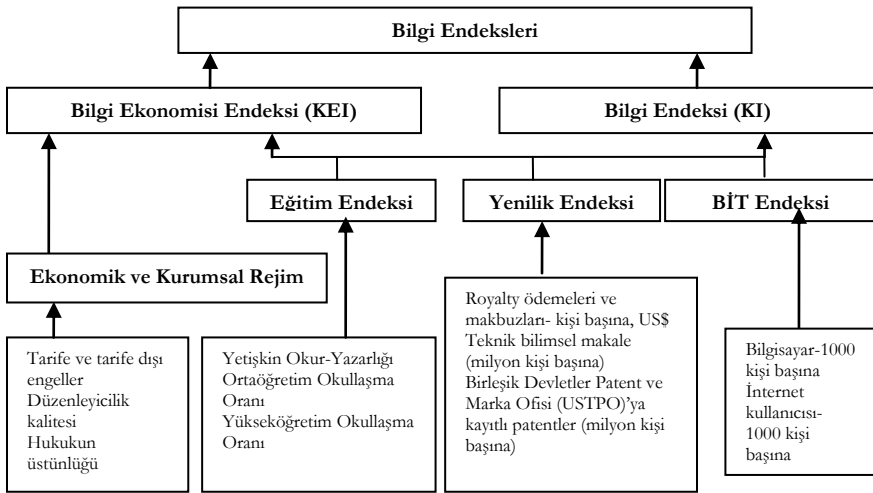 Bilgi Endeksleri
Bilgi Ekonomisi Endeksi (KEI)
Bilgi Endeksi (KI)
Eğitim Endeksi
Yenilik Endeksi
BİT Endeksi
Ekonomik ve Kurumsal Rejim
Tarife ve tarife dışı
engeller
Düzenleyicilik
kalitesi
Hukukun
üstünlüğü
Yetişkin Okur-Yazarlığı
Ortaöğretim Okullaşma
Oranı
Yükseköğretim Okullaşma
Oranı
Royalty ödemeleri ve
makbuzları- kişi başına, US$
Teknik bilimsel makale
(milyon kişi başına)
Birleşik Devletler Patent ve
Marka Ofisi (USTPO)’ya
kayıtlı patentler (milyon kişi
başına)
Bilgisayar-1000
kişi başına
İnternet
kullanıcısı-
1000 kişi
başına